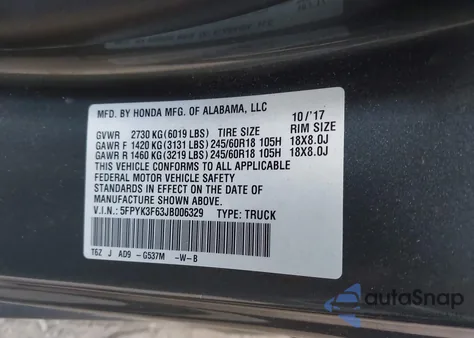 MFD. BY HONDA MFG. OF ALABAMA, LLC 10/'17
GVWR 2730 KG (6019 LBS) TIRE SIZE RIM SIZE
GAWR F 1420 KG (3131 LBS) 245/60R18 105H 18X8.0J
GAWR R 1460 KG (3219 LBS) 245/60R18 105H 18X8.0J
THIS VEHICLE CONFORMS TO ALL APPLICABLE
FEDERAL MOTOR VEHICLE SAFETY
STANDARDS IN EFFECT ON THE DATE OF
MANUFACTURE SHOWN ABOVE.
V.I.N.: 5FPYK3F63JB006329 TYPE: TRUCK
T6Z J AD9 -G537M -W-B
autoSnap